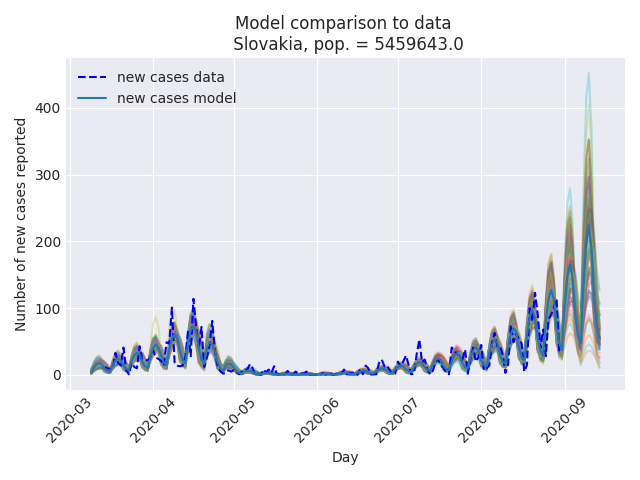 Model comparison to data
Slovakia, pop. = 5459643.0
new cases data
new cases model
Number of new cases reported
400
300
200
100
0
2020-03
2020-04
2020-05
2020-06
2020-07
2020-08
2020-09
Day